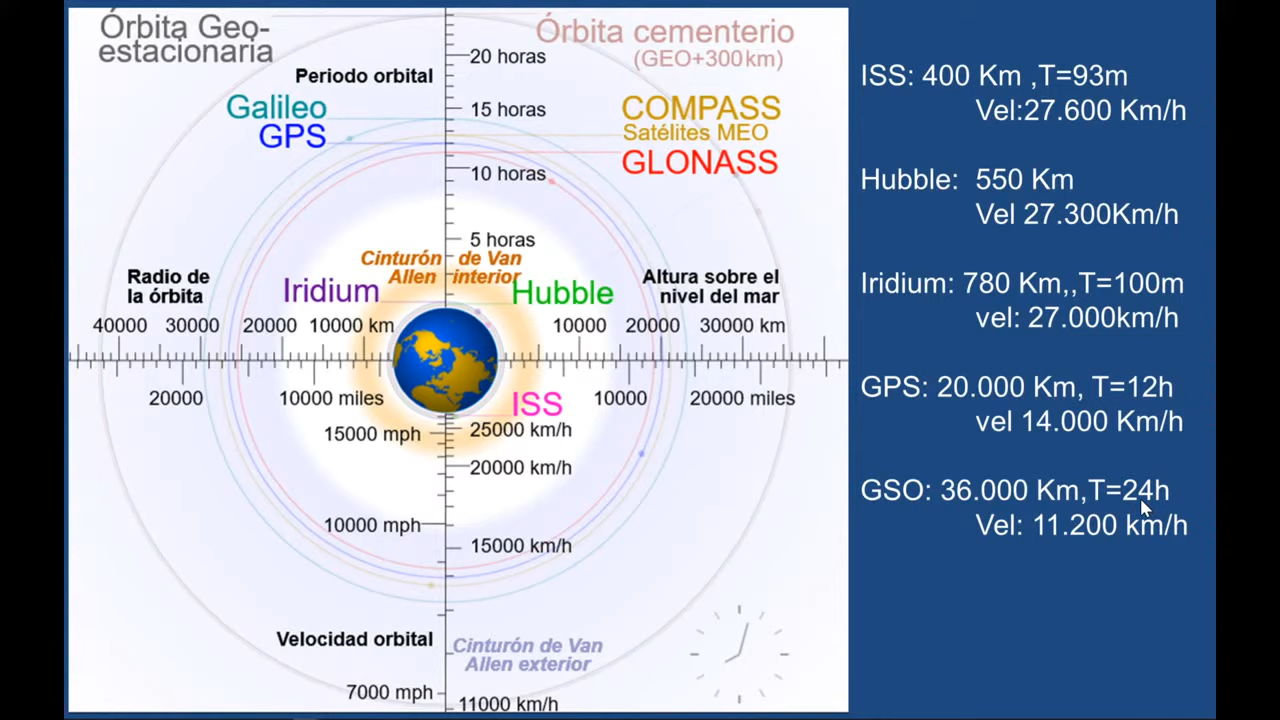 Órbita Geo-
estacionaria
Órbita cementerio
(GEO+300km)
Periodo orbital
20 horas
15 horas
10 horas
5 horas
Galileo
GPS
COMPASS
Satélites MEO
GLONASS
Cinturón de Van
Allen interior
Radio de
la órbita
Iridium
Hubble
Altura sobre el
nivel del mar
40000 30000 20000 10000 km
10000 20000 30000 km
20000 10000 miles
ISS
10000 20000 miles
15000 mph
25000 km/h
20000 km/h
10000 mph
15000 km/h
Velocidad orbital
Cinturón de Van
Allen exterior
7000 mph
11000 km/h
ISS: 400 Km ,T=93m
Vel:27.600 Km/h
Hubble: 550 Km
Vel 27.300Km/h
Iridium: 780 Km,,T=100m
vel: 27.000km/h
GPS: 20.000 Km, T=12h
vel 14.000 Km/h
GSO: 36.000 Km,T=24h
Vel: 11.200 km/h